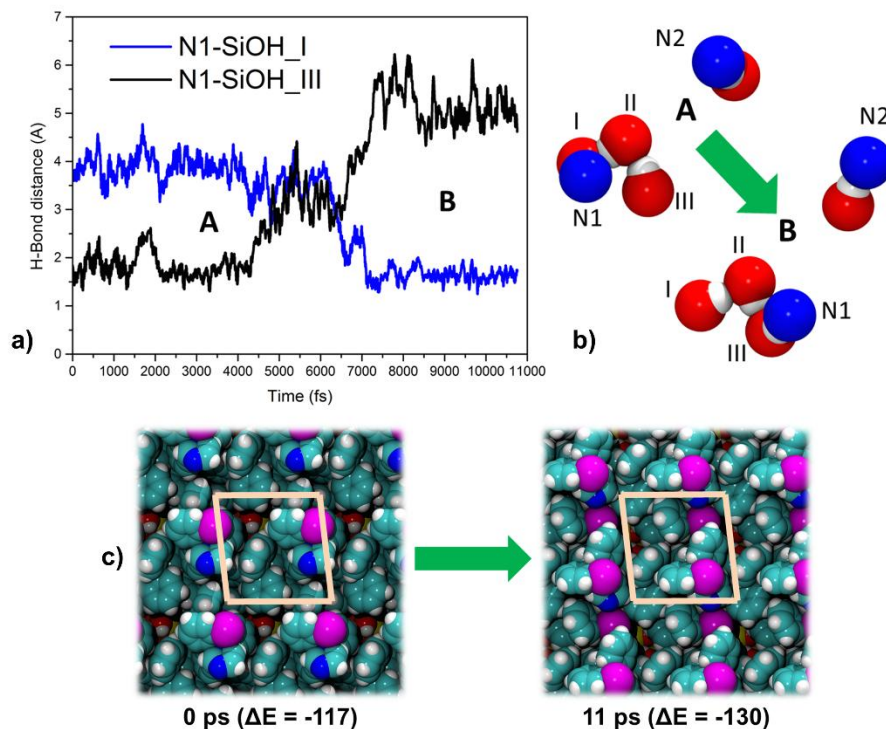 7
6
5
4
3
2
1
0
H-Bond distance (A)
N1-SiOH_I
N1-SiOH_III
A
B
0 1000 2000 3000 4000 5000 6000 7000 8000 9000 10000 11000
Time (fs)
a)
N2
II
A
I
N1
III
N2
B
II
I
N1
III
b)
c)
0 ps (ΔE = -117)
11 ps (ΔE = -130)